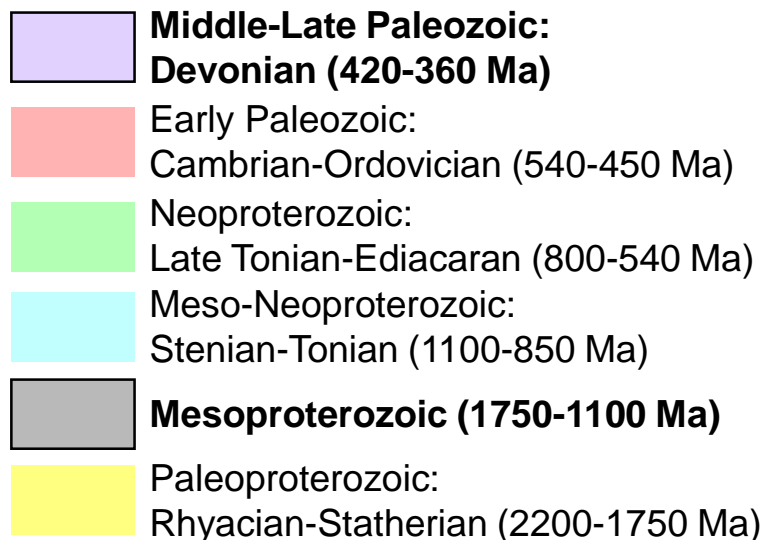 Middle-Late Paleozoic:
Devonian (420-360 Ma)
Early Paleozoic:
Cambrian-Ordovician (540-450 Ma)
Neoproterozoic:
Late Tonian-Ediacaran (800-540 Ma)
Meso-Neoproterozoic:
Stenian-Tonian (1100-850 Ma)
Mesoproterozoic (1750-1100 Ma)
Paleoproterozoic:
Rhyacian-Statherian (2200-1750 Ma)